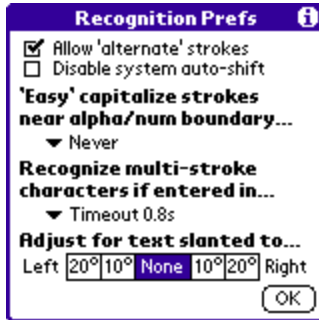 Recognition Prefs i
Allow 'alternate' strokes
Disable system auto-shift
'Easy' capitalize strokes
near alpha/num boundary...
Never
Recognize multi-stroke
characters if entered in...
Timeout 0.8s
Adjust for text slanted to...
Left 20° 10° None 10° 20° Right
OK